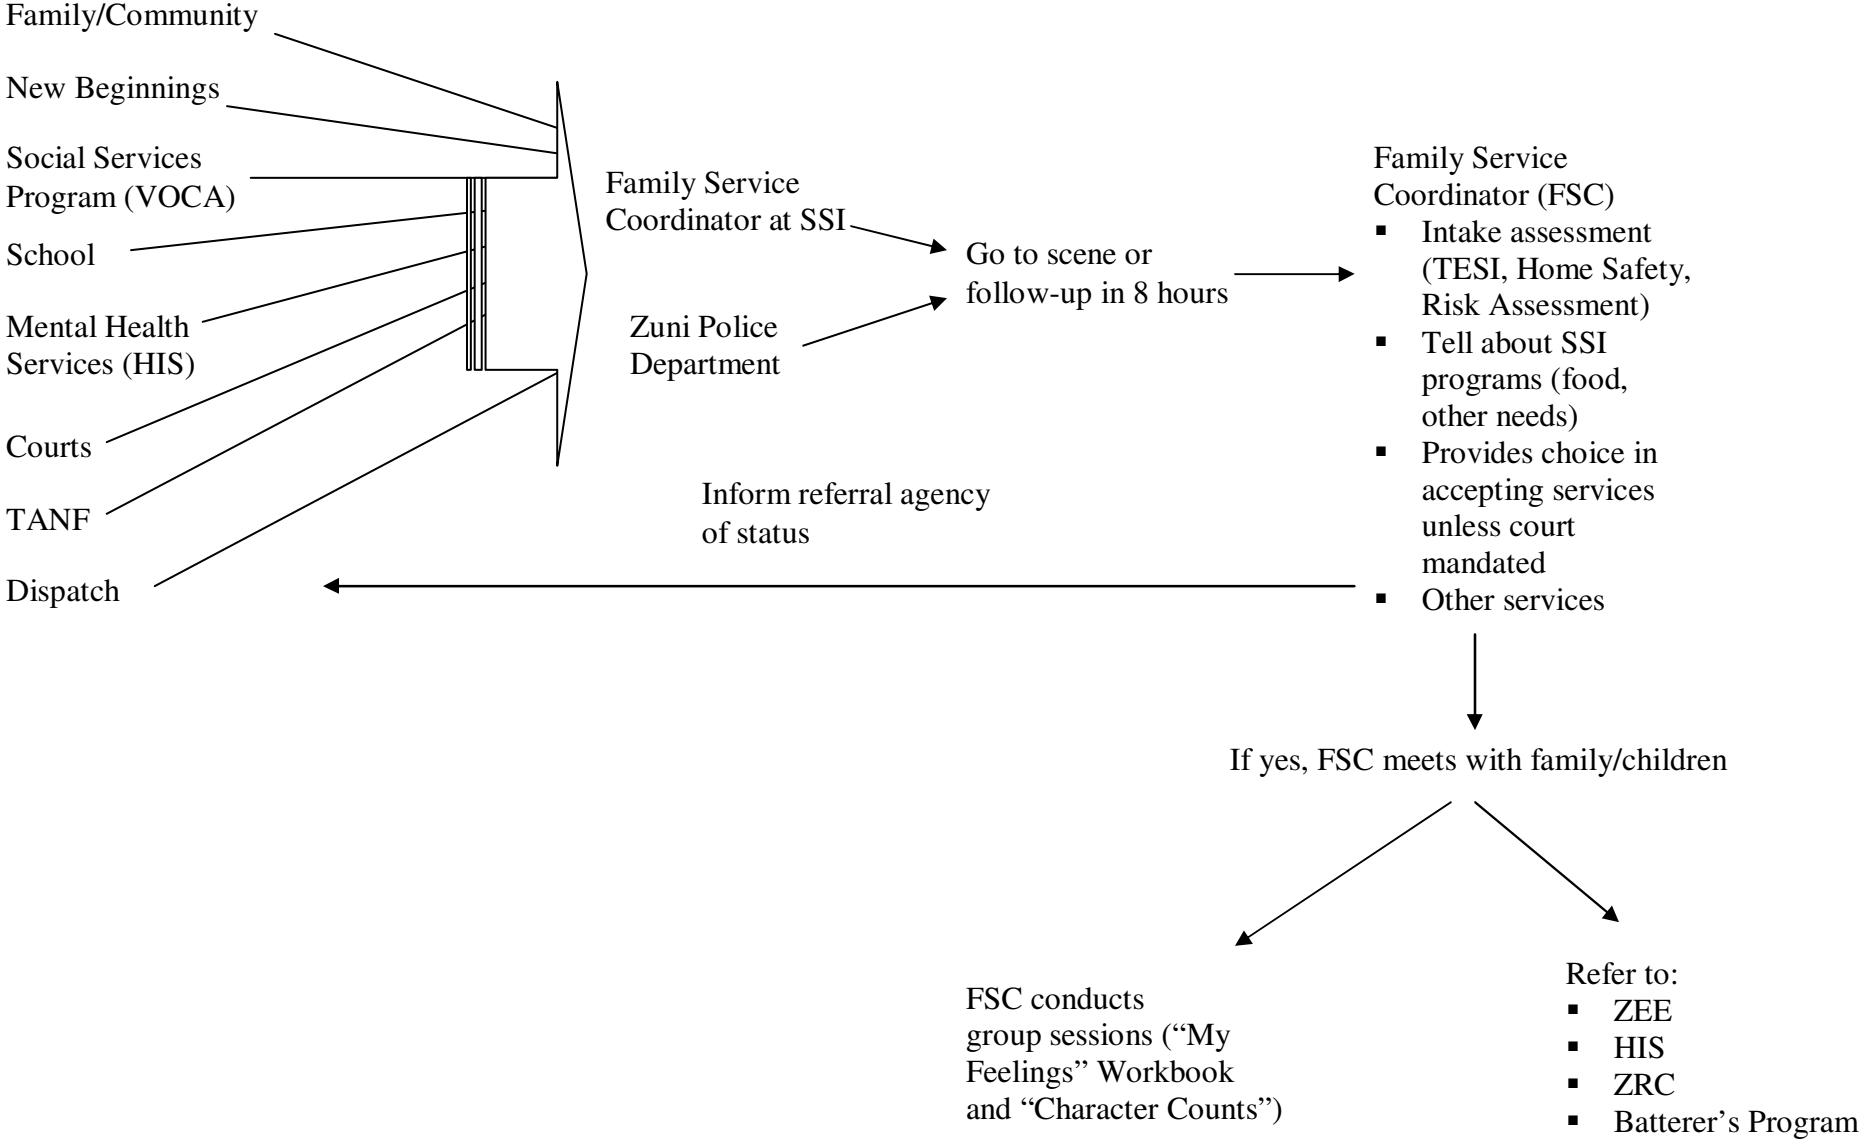 Family/Community
New Beginnings
Social Services
Program (VOCA)
School
Mental Health
Services (HIS)
Courts
TANF
Dispatch
Family Service
Coordinator at SSI
Zuni Police
Department
Go to scene or
follow-up in 8 hours
Inform referral agency
of status
Family Service
Coordinator (FSC)
▪ Intake assessment
(TESI, Home Safety,
Risk Assessment)
▪ Tell about SSI
programs (food,
other needs)
▪ Provides choice in
accepting services
unless court
mandated
▪ Other services
If yes, FSC meets with family/children
FSC conducts
group sessions (“My
Feelings” Workbook
and “Character Counts”)
Refer to:
▪ ZEE
▪ HIS
▪ ZRC
▪ Batterer’s Program